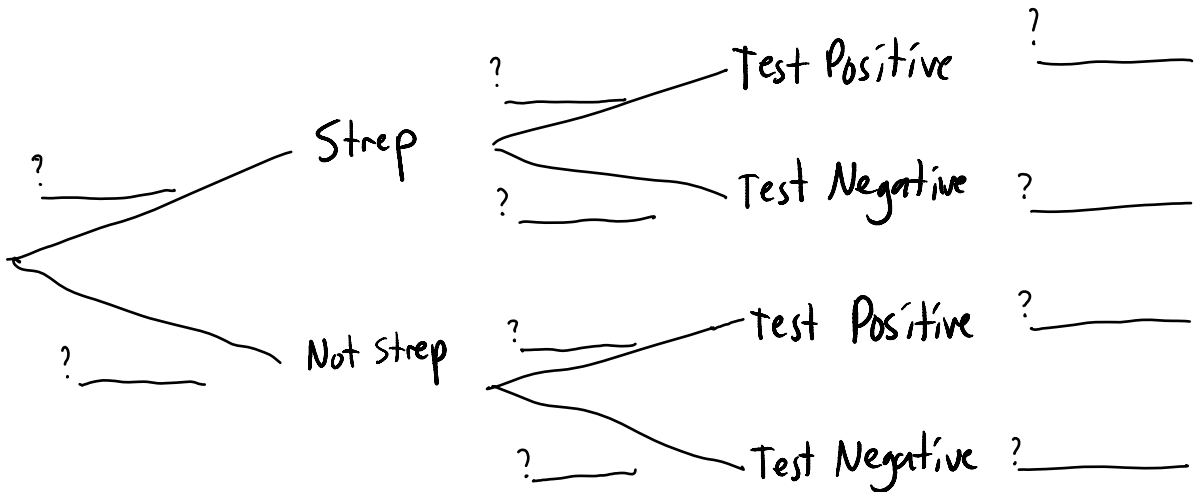 ? Test Positive ?
Strep
? Test Negative ?
?
? Test Positive ?
Not Strep
?
? Test Negative ?